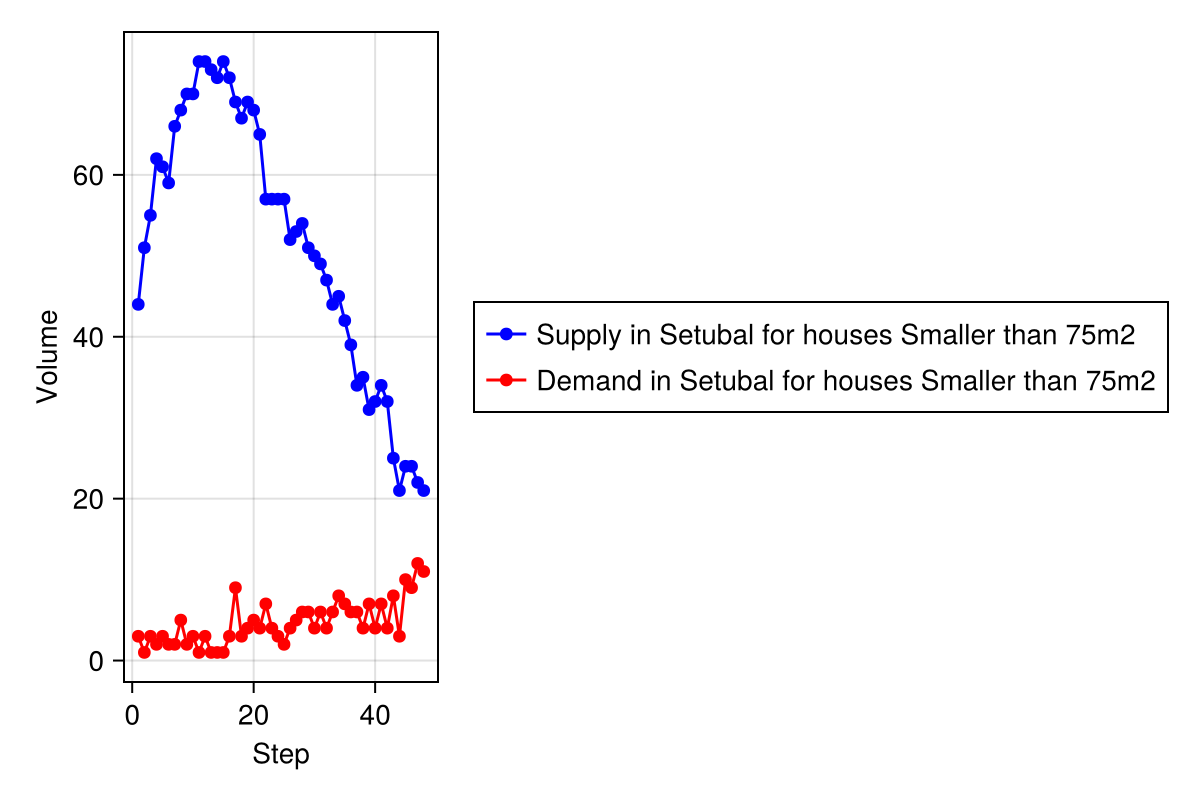 60
40
20
0
Volume
0 20 40
Step
Supply in Setubal for houses Smaller than 75m2
Demand in Setubal for houses Smaller than 75m2